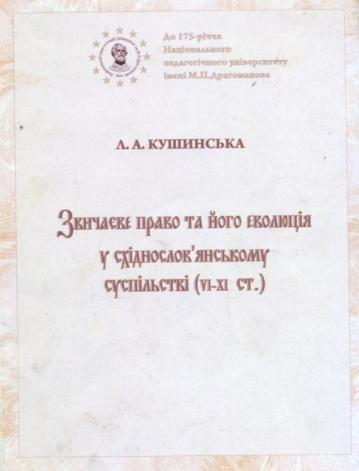 До 175-річчя
Національного
педагогічного університету
імені М.П.Драгоманова
Л. А. КУШИНСЬКА
Звичаєве право та його еволюція
у східнослов'янському
суспільстві (VI-XI ст.)